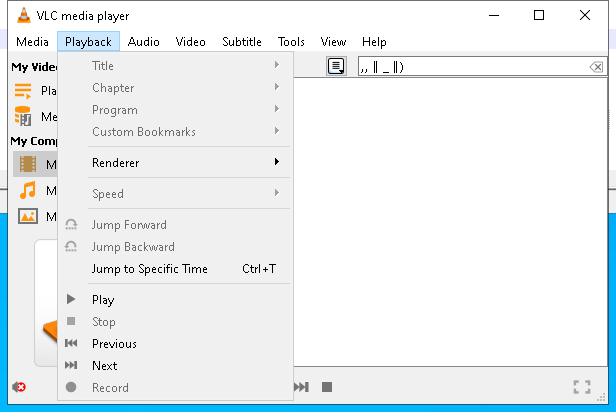 VLC media player
Media Playback Audio Video Subtitle Tools View Help
My Vide
Title
,, || _ ||)
Pla
Chapter
Me
Program
Custom Bookmarks
My Comp
M
Renderer
M
Speed
M
Jump Forward
Jump Backward
Jump to Specific Time Ctrl+T
Play
Stop
Previous
Next
Record